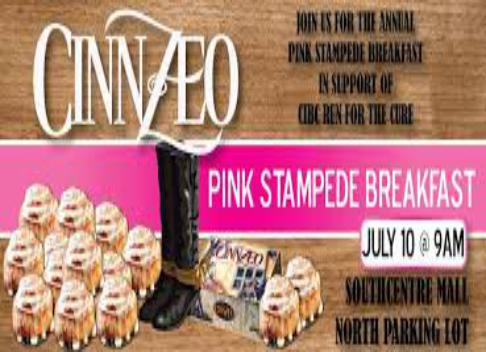 CINNZEO
JOIN US FOR THE ANNUAL
PINK STAMPEDE BREAKFAST
IN SUPPORT OF
CIBC RUN FOR THE CURE
PINK STAMPEDE BREAKFAST
JULY 10 @ 9AM
SOUTHCENTRE MALL
NORTH PARKING LOT
CINNZEO